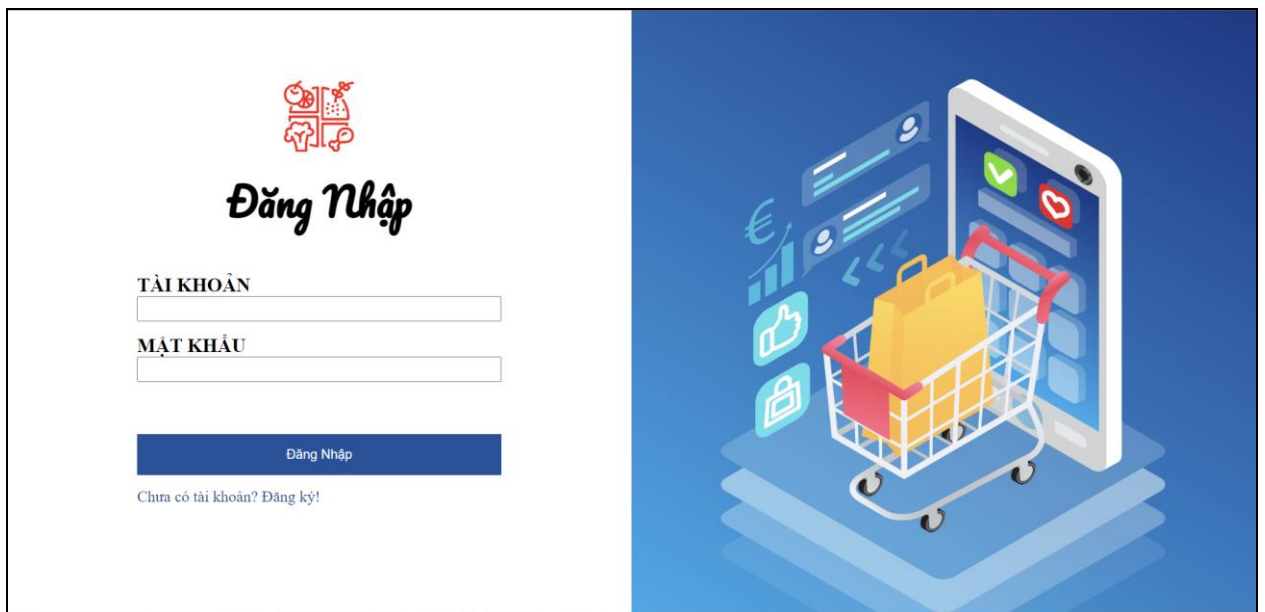 Đăng Nhập
TÀI KHOẢN
MẬT KHẨU
Đăng Nhập
Chưa có tài khoản? Đăng ký!
€